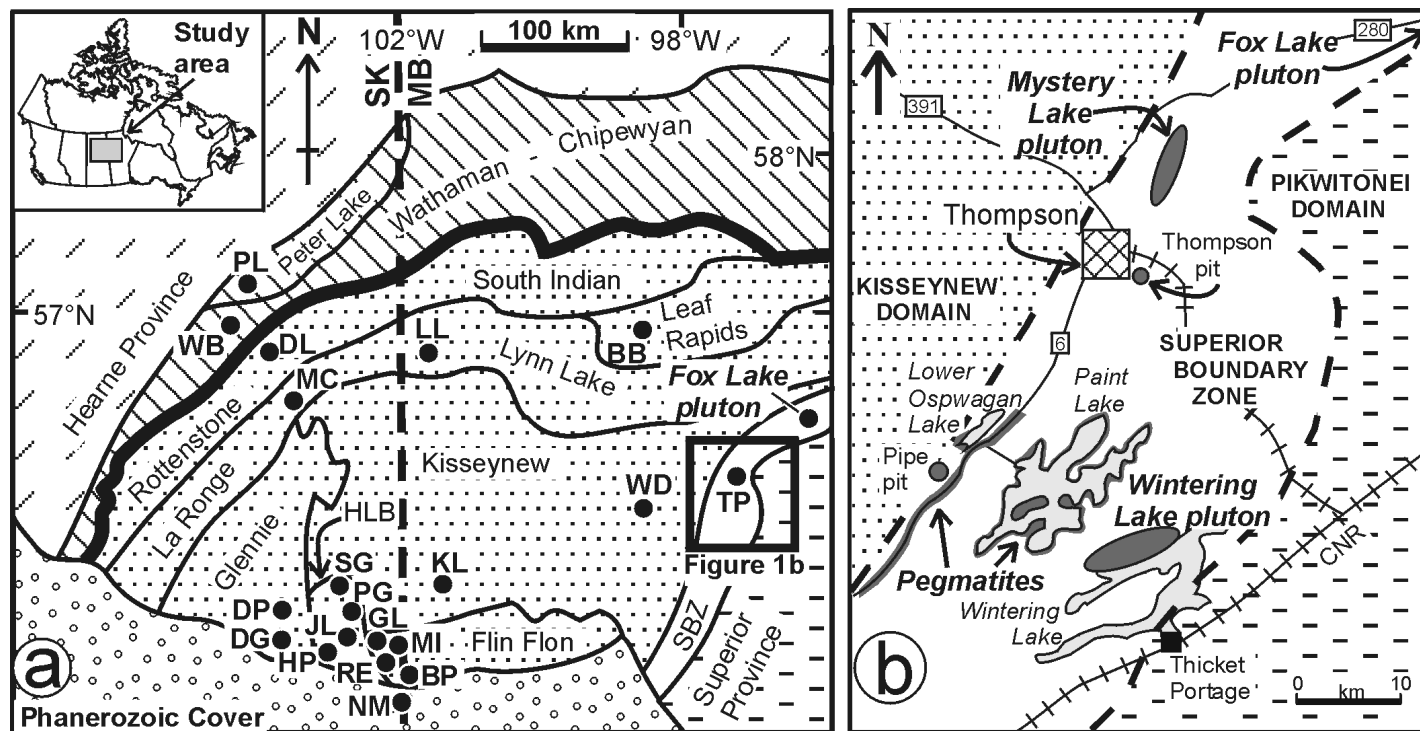 Study
area
N
102°W
100 km
98°W
SK
MB
Chipewyan
58°N
Wathaman
Peter Lake
PL
Hearne Province
57°N
WB
DL
South Indian
Leaf
Rapids
LL
BB
Lynn Lake
MC
Fox Lake
pluton
Rottenstone
La Ronge
Kisseynew
WD
TP
Glennie
HLB
Figure 1b
SG
KL
PG
DP
GL
JL
MI
Flin Flon
DG
HP
RE
BP
SBZ
Superior
Province
NM
a
Phanerozoic Cover
N
280
Fox Lake
pluton
Mystery
Lake
pluton
391
PIKWITONEI
DOMAIN
Thompson
Thompson
pit
KISSEYNEW
DOMAIN
6
SUPERIOR
BOUNDARY
ZONE
Lower
Ospwagan
Lake
Paint
Lake
Pipe
pit
Wintering
Lake pluton
CNR
Pegmatites
Wintering
Lake
b
Thicket
Portage
0 km 10